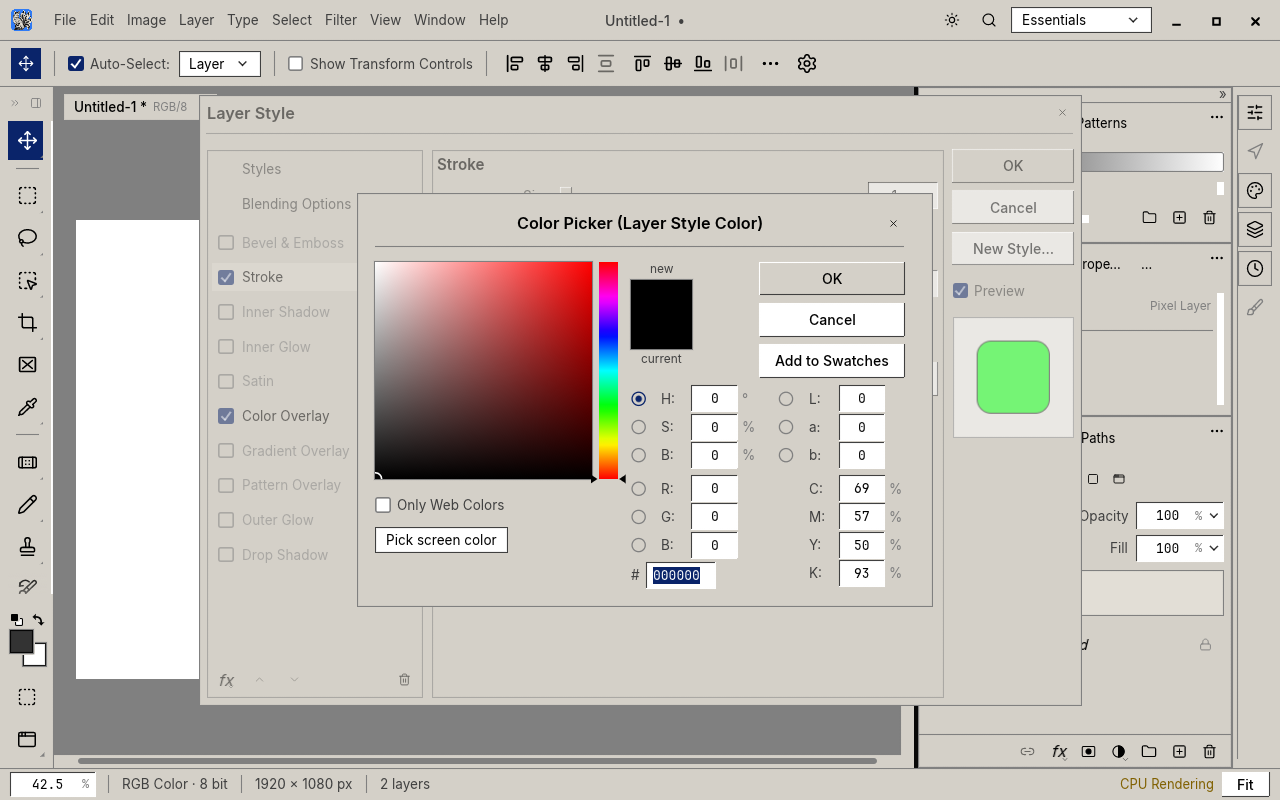 File Edit Image Layer Type Select Filter View Window Help Untitled-1 • Essentials
Auto-Select: Layer Show Transform Controls
Untitled-1 * RGB/8
Layer Style
Styles
Blending Options
Bevel & Emboss
Stroke
Inner Shadow
Inner Glow
Satin
Color Overlay
Gradient Overlay
Pattern Overlay
Outer Glow
Drop Shadow
fx
Stroke
OK
Cancel
New Style...
Preview
Color Picker (Layer Style Color)
new
current
OK
Cancel
Add to Swatches
H: 0 ° L: 0
S: 0 % a: 0
B: 0 % b: 0
R: 0 C: 69 %
G: 0 M: 57 %
B: 0 Y: 50 %
# 000000 K: 93 %
Only Web Colors
Pick screen color
Patterns
...
Pixel Layer
Paths
Opacity 100 %
Fill 100 %
fx
42.5 % RGB Color · 8 bit 1920 × 1080 px 2 layers CPU Rendering Fit